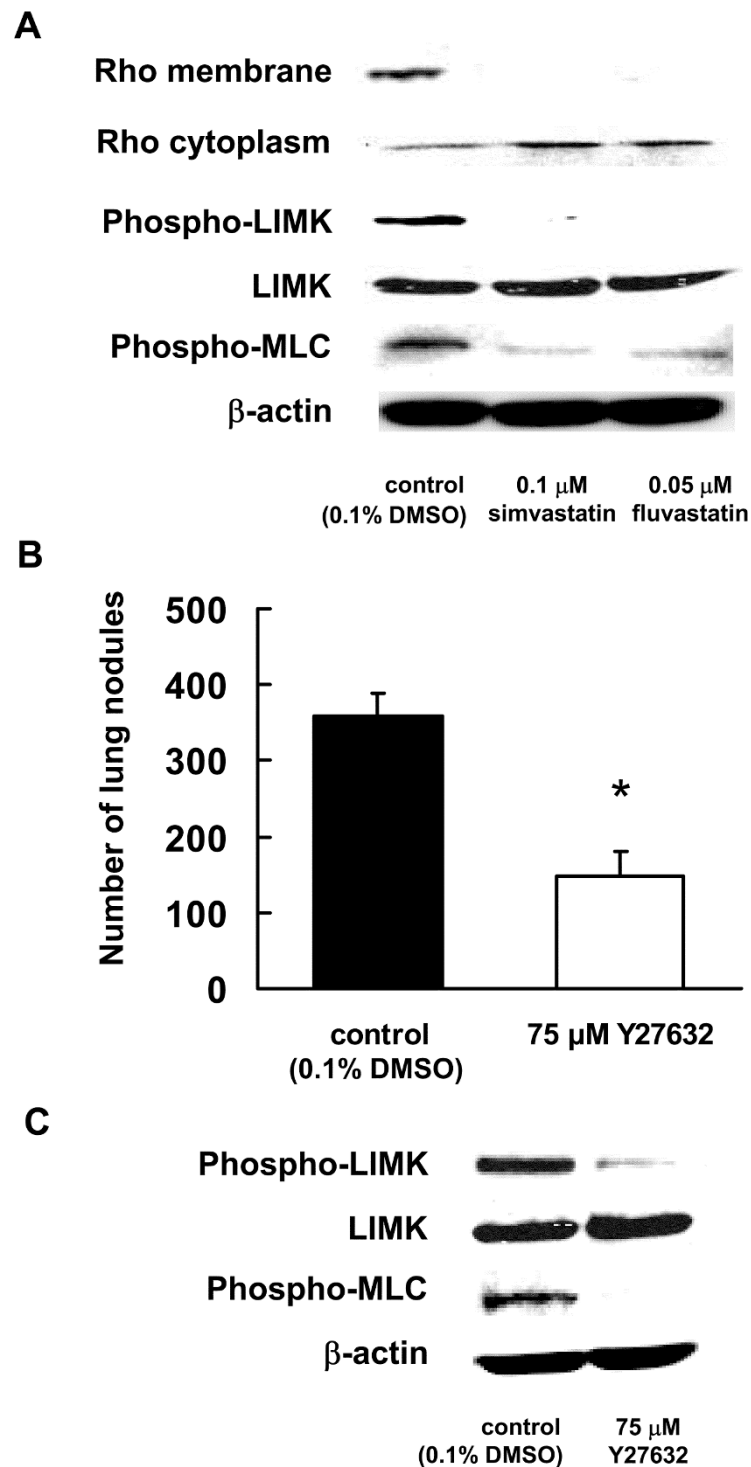 A
Rho membrane
Rho cytoplasm
Phospho-LIMK
LIMK
Phospho-MLC
β-actin
control 0.1 μM 0.05 μM
(0.1% DMSO) simvastatin fluvastatin
B
Number of lung nodules
500
400
300
200
100
0
*
control 75 μM Y27632
(0.1% DMSO)
C
Phospho-LIMK
LIMK
Phospho-MLC
β-actin
control 75 μM
(0.1% DMSO) Y27632